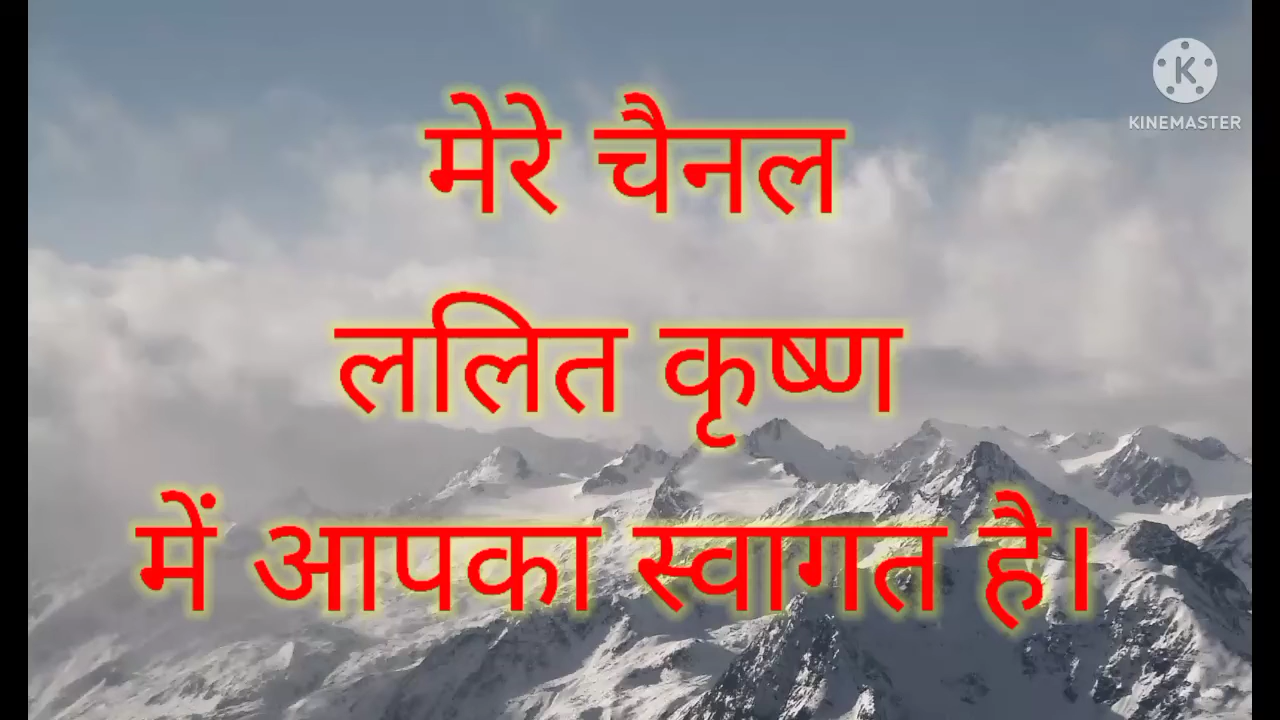 KINEMASTER
मेरे चैनल
ललित कृष्ण
में आपका स्वागत है।